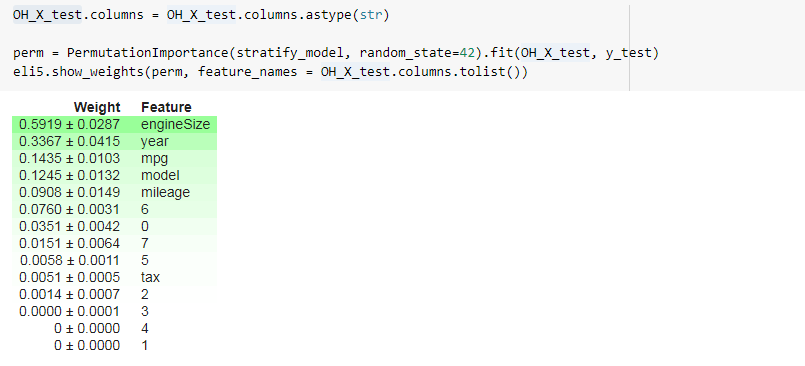 OH_X_test.columns = OH_X_test.columns.astype(str)
perm = PermutationImportance(stratify_model, random_state=42).fit(OH_X_test, y_test)
eli5.show_weights(perm, feature_names = OH_X_test.columns.tolist())
Weight Feature
0.5919 ± 0.0287 engineSize
0.3367 ± 0.0415 year
0.1435 ± 0.0103 mpg
0.1245 ± 0.0132 model
0.0908 ± 0.0149 mileage
0.0760 ± 0.0031 6
0.0351 ± 0.0042 0
0.0151 ± 0.0064 7
0.0058 ± 0.0011 5
0.0051 ± 0.0005 tax
0.0014 ± 0.0007 2
0.0000 ± 0.0001 3
0 ± 0.0000 4
0 ± 0.0000 1